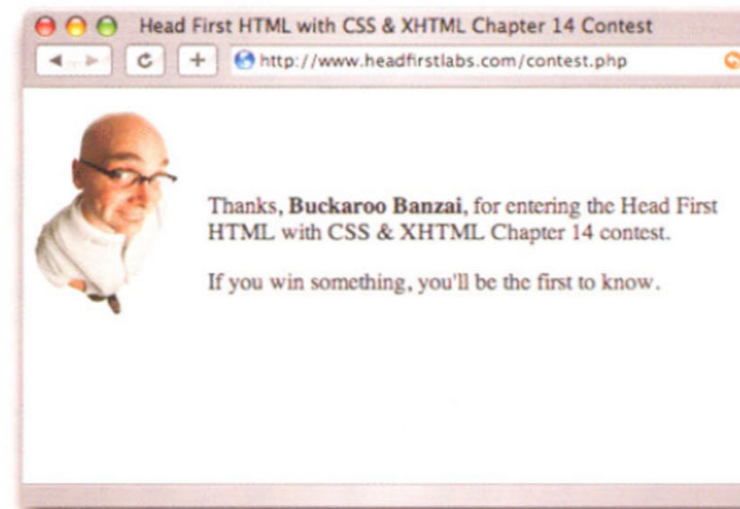 Head First HTML with CSS & XHTML Chapter 14 Contest
http://www.headfirstlabs.com/contest.php
Thanks, Buckaroo Banzai, for entering the Head First
HTML with CSS & XHTML Chapter 14 contest.
If you win something, you'll be the first to know.